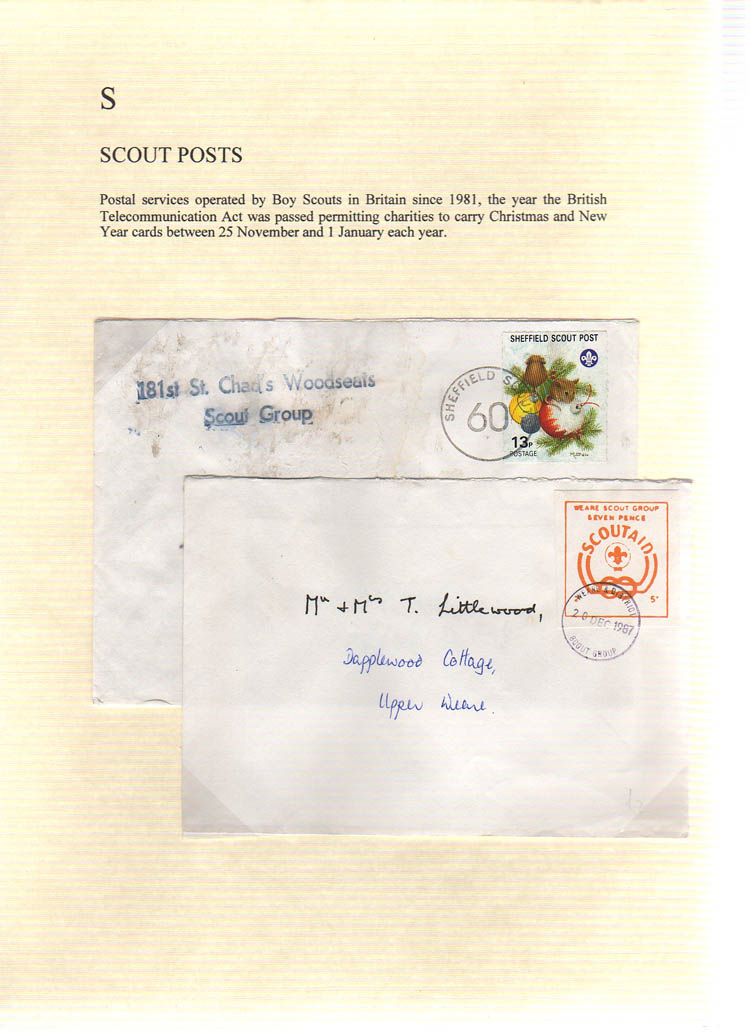 S
SCOUT POSTS
Postal services operated by Boy Scouts in Britain since 1981, the year the British
Telecommunication Act was passed permitting charities to carry Christmas and New
Year cards between 25 November and 1 January each year.
181st St. Chad's Woodseats
Scout Group
SHEFFIELD S
60
SHEFFIELD SCOUT POST
13P
POSTAGE
WEARE SCOUT GROUP
SEVEN PENCE
SCOUTAID
5p
WEARE & DISTRICT
20 DEC 1987
SCOUT GROUP
Mr + Mrs T. Littlewood,
Dapplewood Cottage,
Upper Weare.